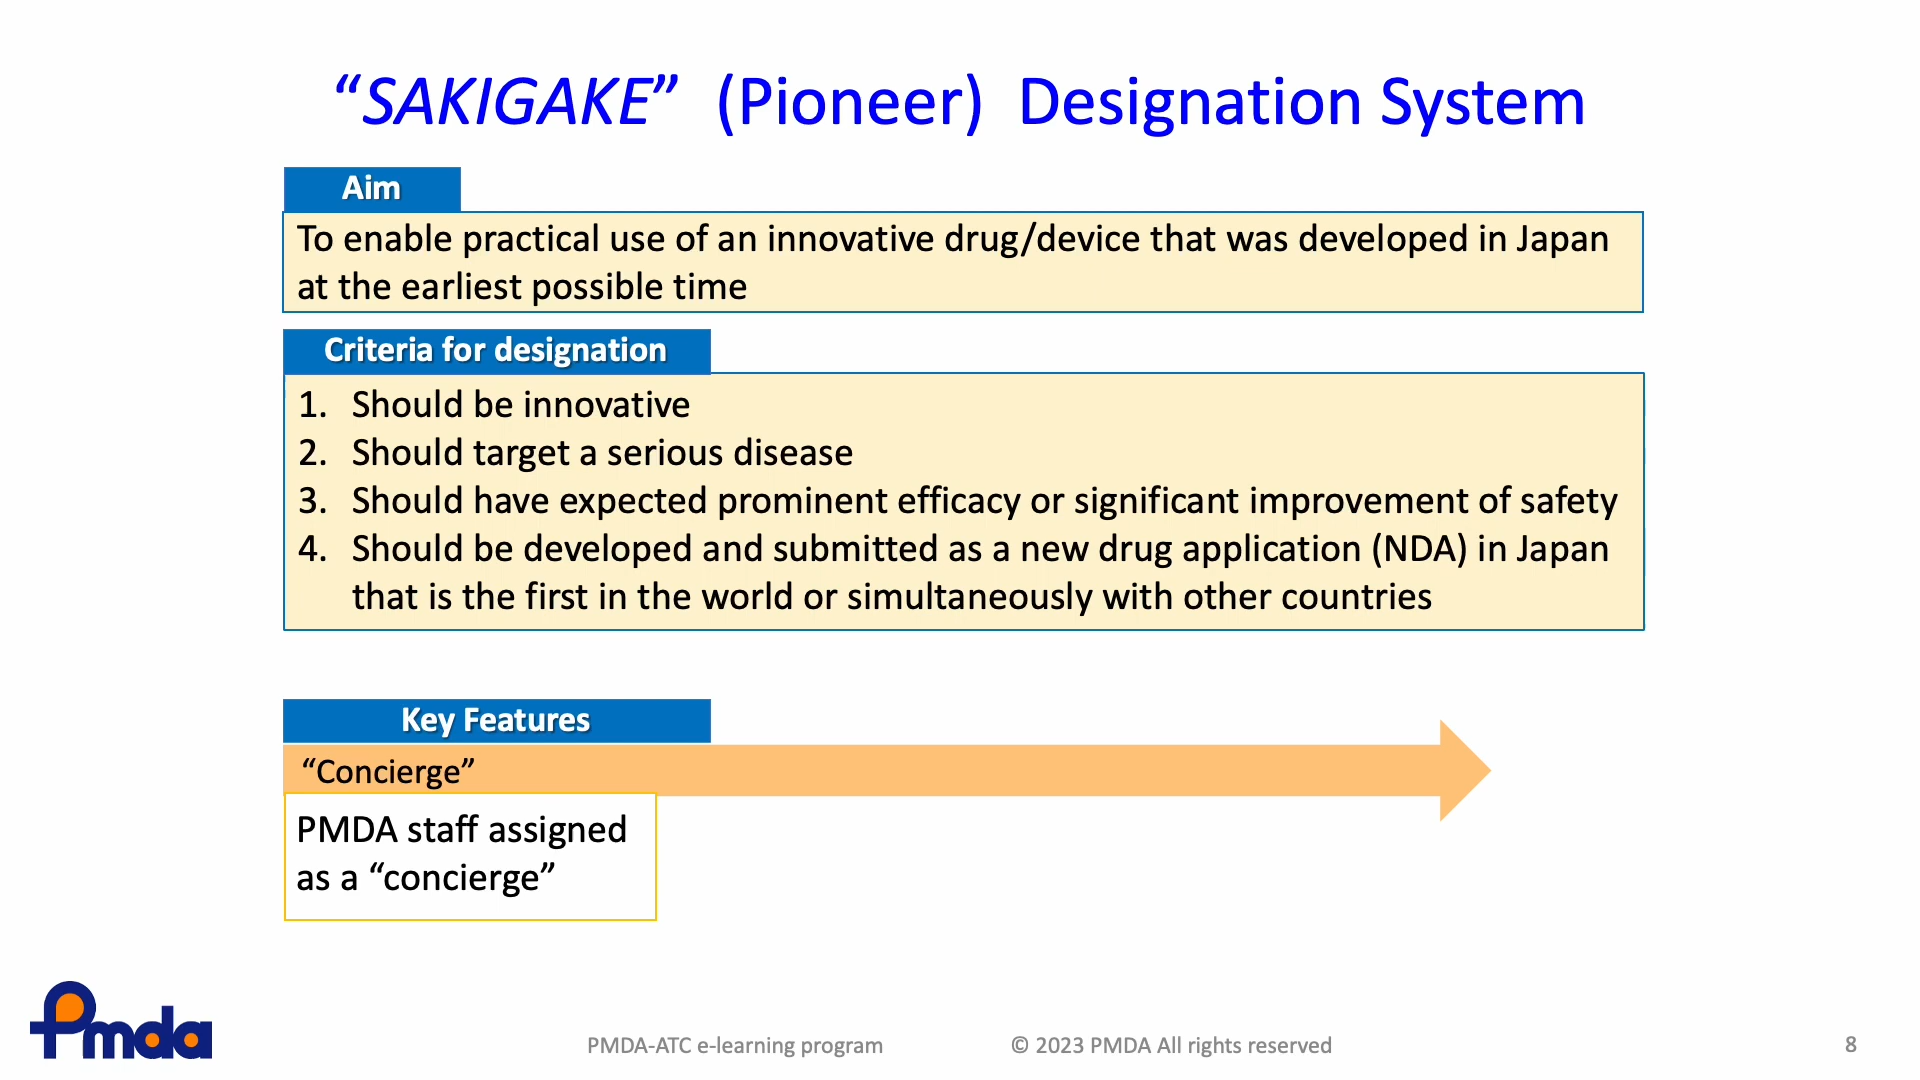 “SAKIGAKE” (Pioneer) Designation System
Aim
To enable practical use of an innovative drug/device that was developed in Japan
at the earliest possible time
Criteria for designation
1. Should be innovative
2. Should target a serious disease
3. Should have expected prominent efficacy or significant improvement of safety
4. Should be developed and submitted as a new drug application (NDA) in Japan
that is the first in the world or simultaneously with other countries
Key Features
“Concierge”
PMDA staff assigned
as a “concierge”
Pmda
PMDA-ATC e-learning program © 2023 PMDA All rights reserved 8